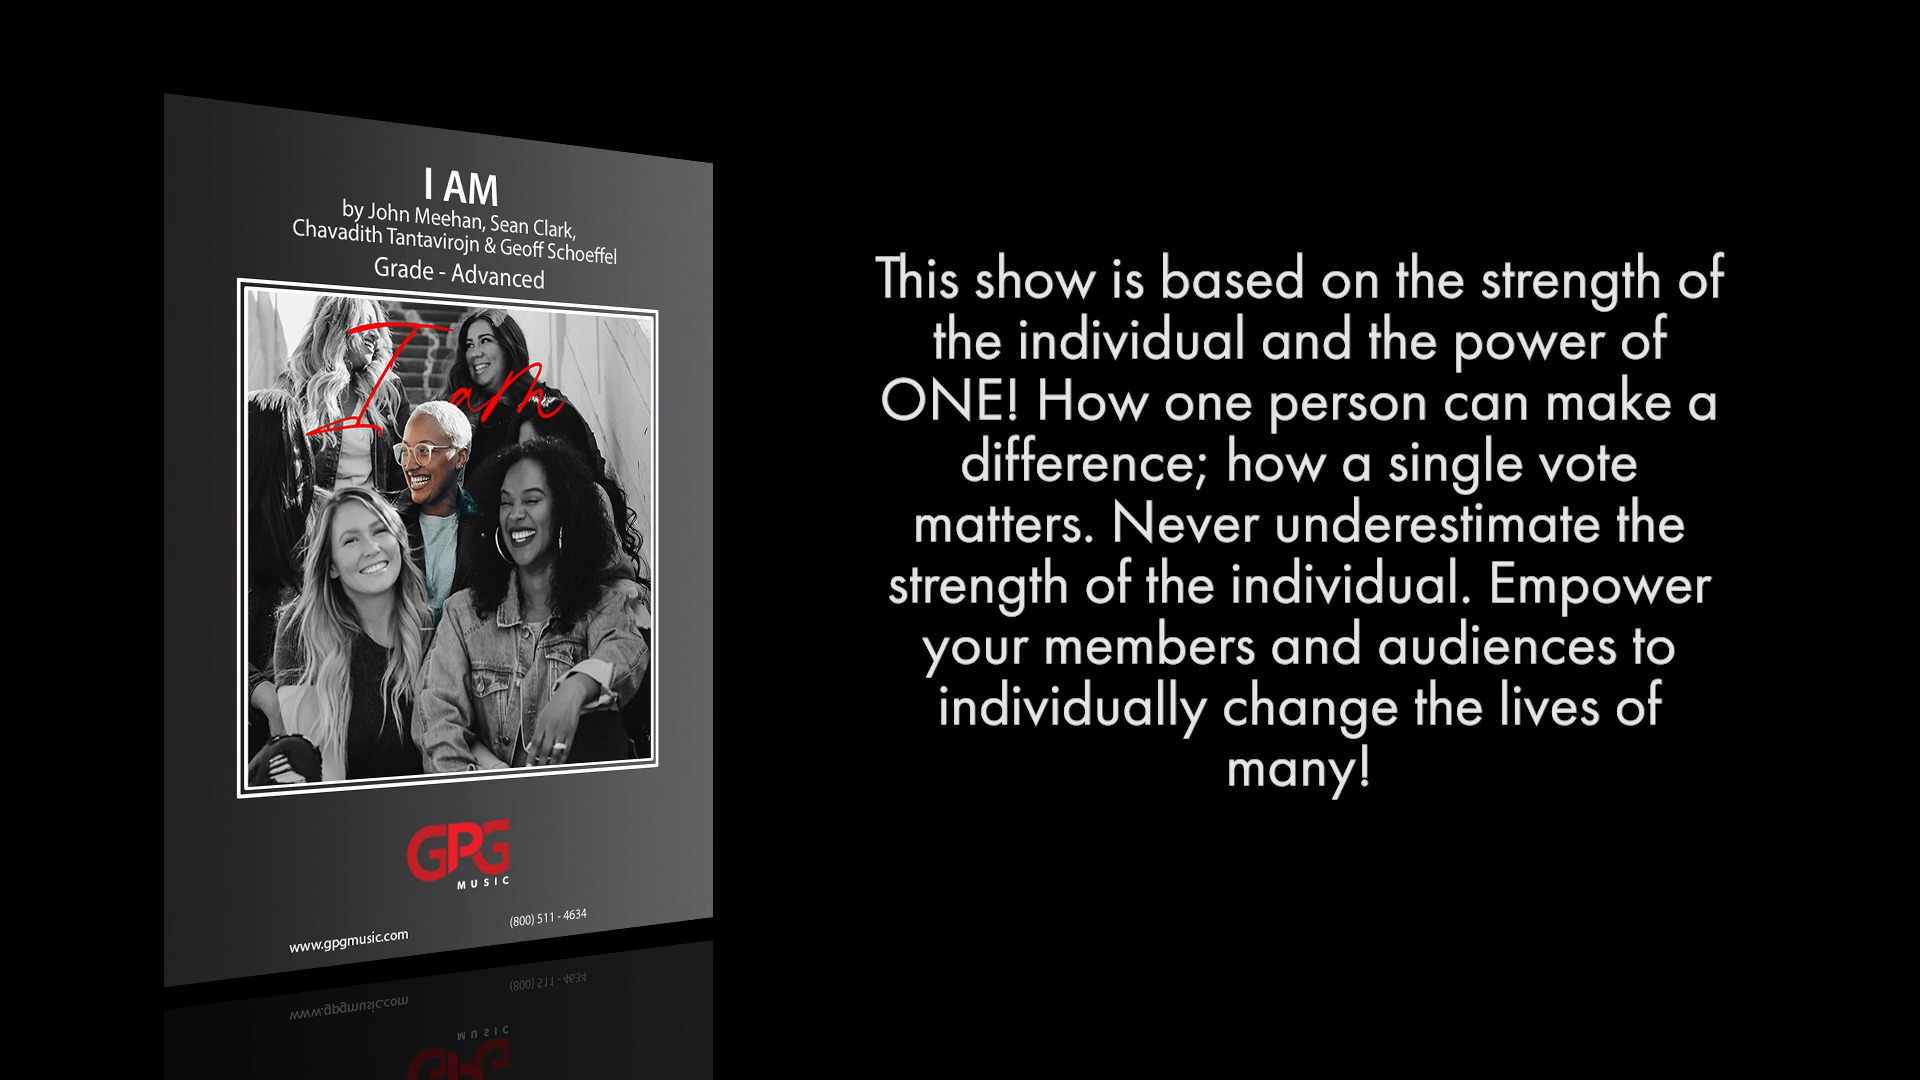 I AM
by John Meehan, Sean Clark,
Chavadith Tantavirojn & Geoff Schoeffel
Grade - Advanced
I am
GPG
MUSIC
www.gpgmusic.com
(800) 511 - 4634
This show is based on the strength of
the individual and the power of
ONE! How one person can make a
difference; how a single vote
matters. Never underestimate the
strength of the individual. Empower
your members and audiences to
individually change the lives of
many!